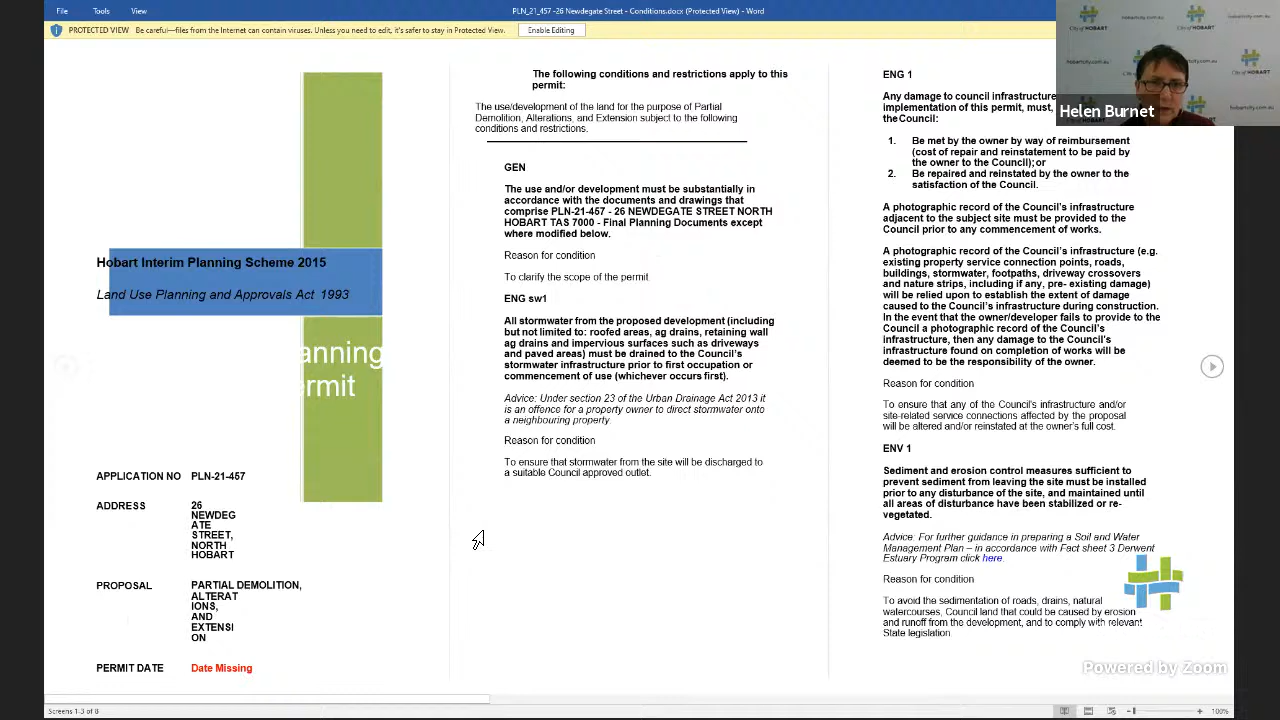 File Tools View
PLN_21_457 -26 Newdegate Street - Conditions.docx (Protected View) - Word
PROTECTED VIEW Be careful—files from the Internet can contain viruses. Unless you need to edit, it's safer to stay in Protected View. Enable Editing
Hobart Interim Planning Scheme 2015
Land Use Planning and Approvals Act 1993
anning
ermit
APPLICATION NO PLN-21-457
ADDRESS 26
NEWDEG
ATE
STREET,
NORTH
HOBART
PROPOSAL PARTIAL DEMOLITION,
ALTERAT
IONS,
AND
EXTENSI
ON
PERMIT DATE Date Missing
The following conditions and restrictions apply to this
permit:
The use/development of the land for the purpose of Partial
Demolition, Alterations, and Extension subject to the following
conditions and restrictions.
GEN
The use and/or development must be substantially in
accordance with the documents and drawings that
comprise PLN-21-457 - 26 NEWDEGATE STREET NORTH
HOBART TAS 7000 - Final Planning Documents except
where modified below.
Reason for condition
To clarify the scope of the permit
ENG sw1
All stormwater from the proposed development (including
but not limited to: roofed areas, ag drains, retaining wall
ag drains and impervious surfaces such as driveways
and paved areas) must be drained to the Council's
stormwater infrastructure prior to first occupation or
commencement of use (whichever occurs first).
Advice: Under section 23 of the Urban Drainage Act 2013 it
is an offence for a property owner to direct stormwater onto
a neighbouring property.
Reason for condition
To ensure that stormwater from the site will be discharged to
a suitable Council approved outlet.
ENG 1
Any damage to council infrastructure
implementation of this permit, must,
the Council:
1. Be met by the owner by way of reimbursement
(cost of repair and reinstatement to be paid by
the owner to the Council); or
2. Be repaired and reinstated by the owner to the
satisfaction of the Council.
A photographic record of the Council's infrastructure
adjacent to the subject site must be provided to the
Council prior to any commencement of works.
A photographic record of the Council's infrastructure (e.g.
existing property service connection points, roads,
buildings, stormwater, footpaths, driveway crossovers
and nature strips, including if any, pre- existing damage)
will be relied upon to establish the extent of damage
caused to the Council's infrastructure during construction.
In the event that the owner/developer fails to provide to the
Council a photographic record of the Council's
infrastructure, then any damage to the Council's
infrastructure found on completion of works will be
deemed to be the responsibility of the owner.
Reason for condition
To ensure that any of the Council's infrastructure and/or
site-related service connections affected by the proposal
will be altered and/or reinstated at the owner's full cost.
ENV 1
Sediment and erosion control measures sufficient to
prevent sediment from leaving the site must be installed
prior to any disturbance of the site, and maintained until
all areas of disturbance have been stabilized or re-
vegetated.
Advice: For further guidance in preparing a Soil and Water
Management Plan – in accordance with Fact sheet 3 Derwent
Estuary Program click here.
Reason for condition
To avoid the sedimentation of roads, drains, natural
watercourses, Council land that could be caused by erosion
and runoff from the development, and to comply with relevant
State legislation.
City of HOBART
hobartcity.com.au
Helen Burnet
Powered by Zoom
Screens 1-3 of 8
100%